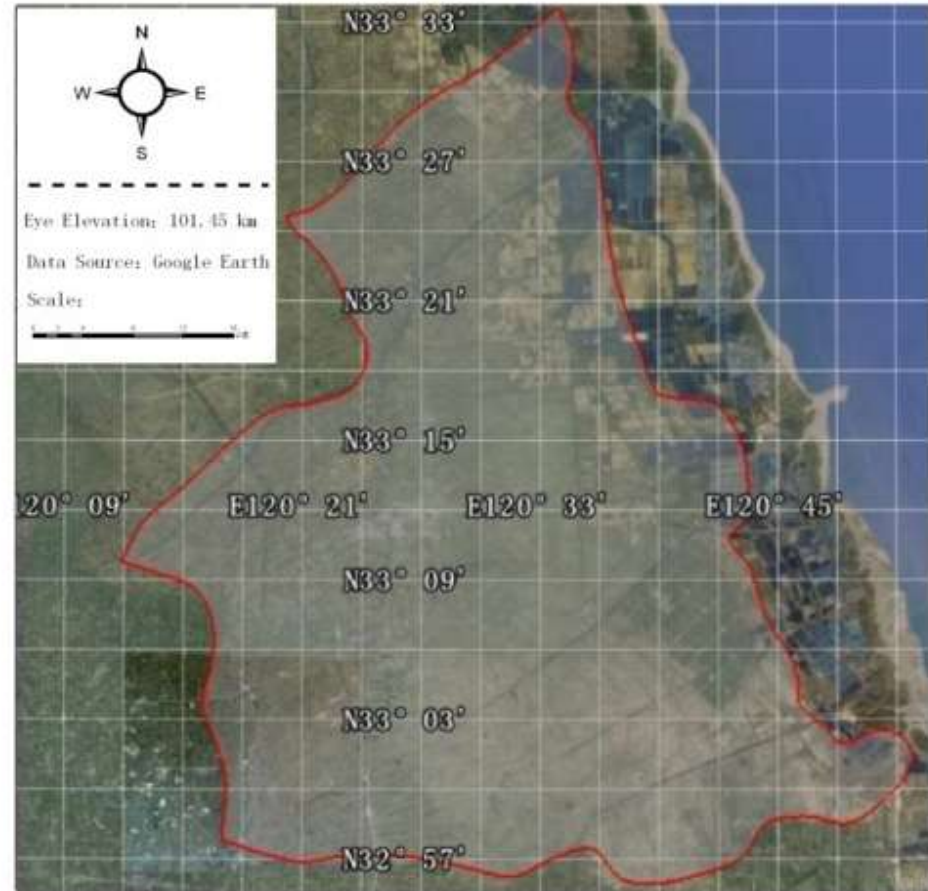 N
W E
S
Eye Elevation: 101.45 km
Data Source: Google Earth
Scale:
N33° 33'
N33° 27'
N33° 21'
N33° 15'
120° 09' E120° 21' E120° 33' E120° 45'
N33° 09'
N33° 03'
N32° 57'